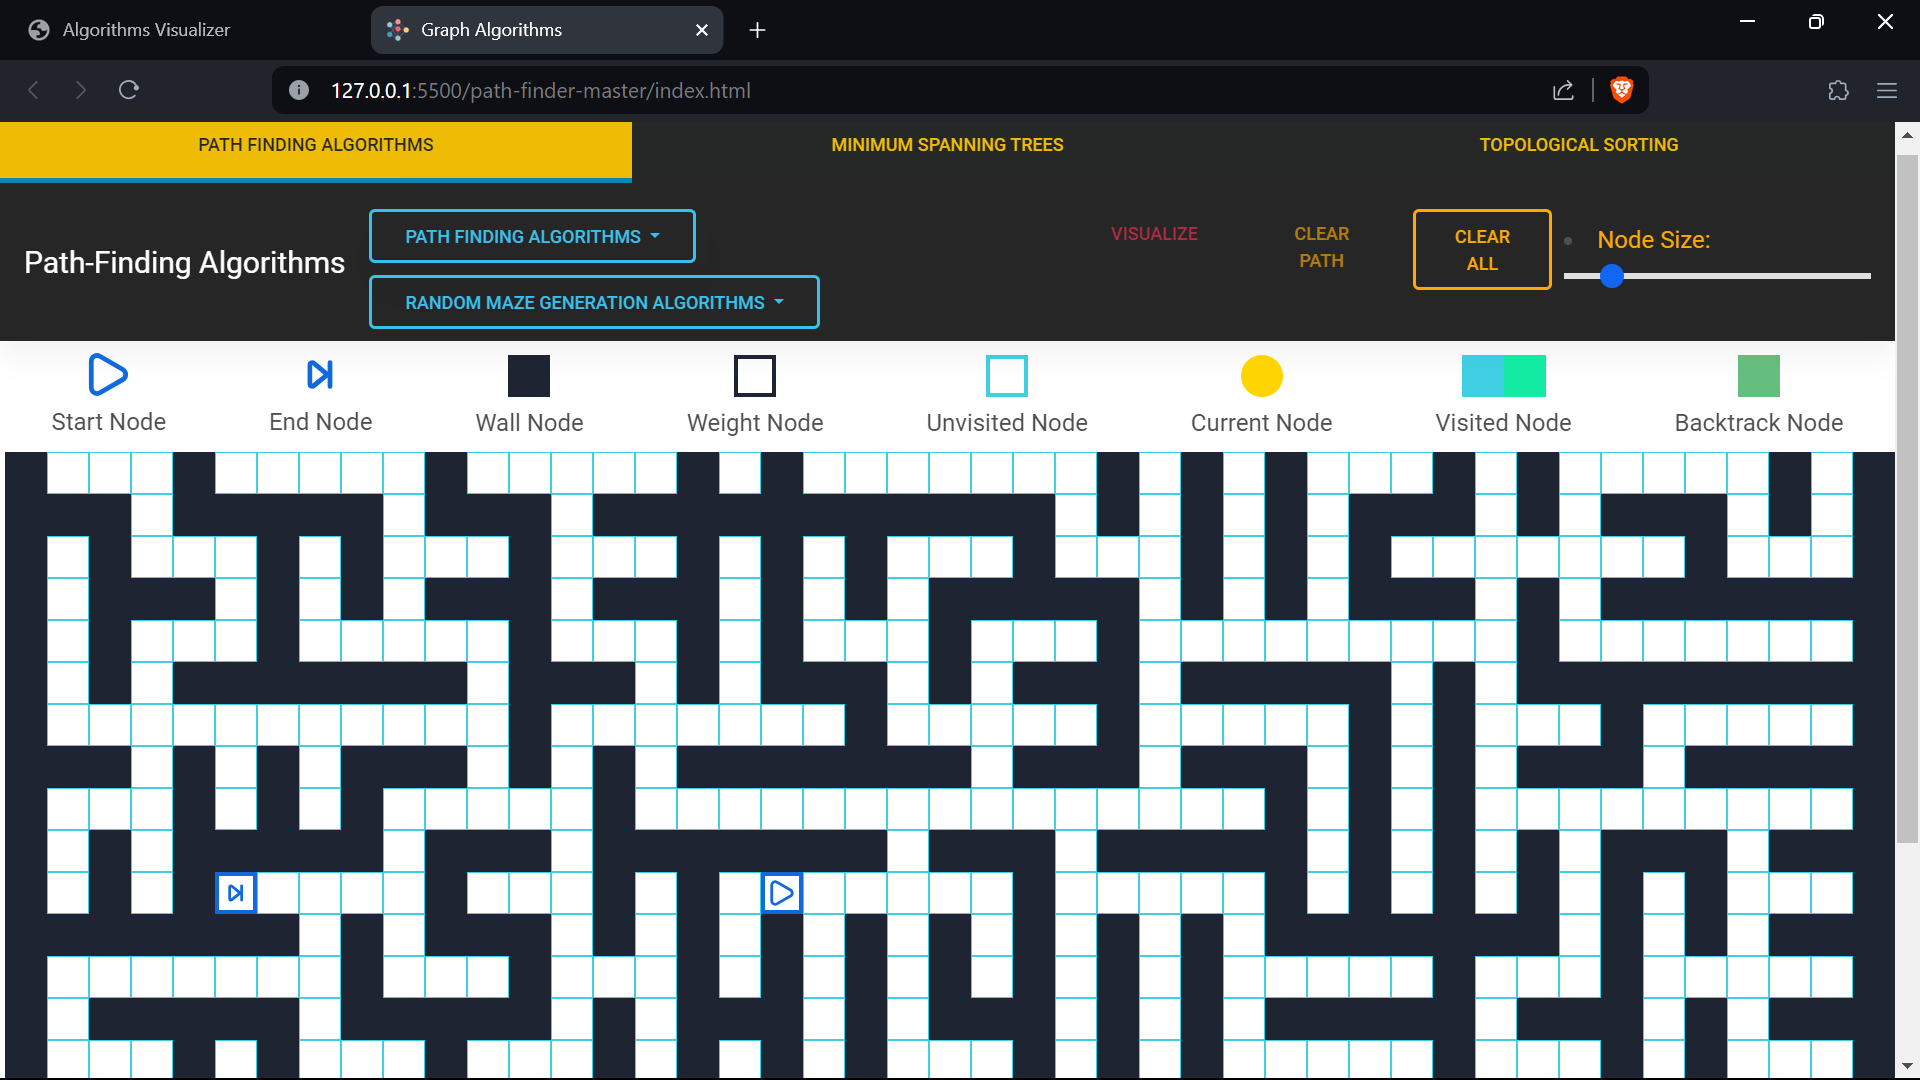 Algorithms Visualizer
Graph Algorithms
127.0.0.1:5500/path-finder-master/index.html
PATH FINDING ALGORITHMS
MINIMUM SPANNING TREES
TOPOLOGICAL SORTING
Path-Finding Algorithms
PATH FINDING ALGORITHMS
RANDOM MAZE GENERATION ALGORITHMS
VISUALIZE
CLEAR
PATH
CLEAR
ALL
Node Size:
Start Node
End Node
Wall Node
Weight Node
Unvisited Node
Current Node
Visited Node
Backtrack Node